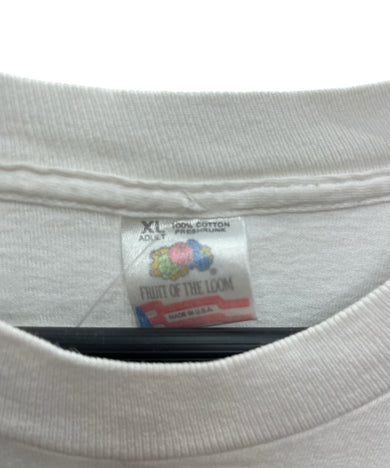 XL 100% COTTON
ADULT PRESHRUNK
FRUIT OF THE LOOM
MADE IN U.S.A.